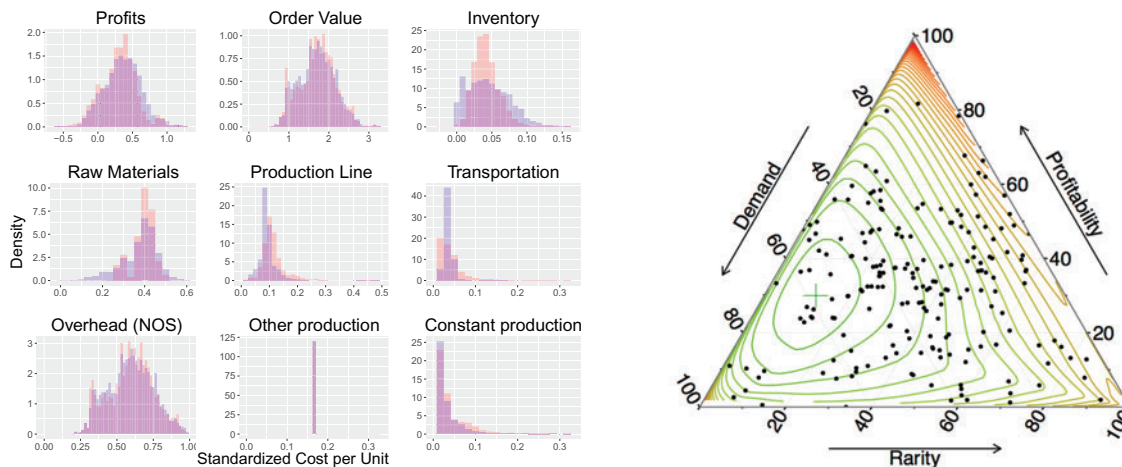 Profits
2.0
1.5
1.0
0.5
0.0
-0.5 0.0 0.5 1.0
Order Value
1.00
0.75
0.50
0.25
0.00
0 1 2 3
Inventory
25
20
15
10
5
0
0.00 0.05 0.10 0.15
Raw Materials
10.0
7.5
5.0
2.5
0.0
0.0 0.2 0.4 0.6
Production Line
25
20
15
10
5
0
0.0 0.1 0.2 0.3 0.4 0.5
Transportation
40
30
20
10
0
0.0 0.1 0.2 0.3
Density
Overhead (NOS)
3
2
1
0
0.00 0.25 0.50 0.75 1.00
Other production
125
100
75
50
25
0
0.0 0.1 0.2 0.3
Constant production
25
20
15
10
5
0
0.0 0.1 0.2 0.3
Standardized Cost per Unit
100
80
60
40
20
20
40
60
80
100
20 40 60 80 100
Demand
Profitability
Rarity